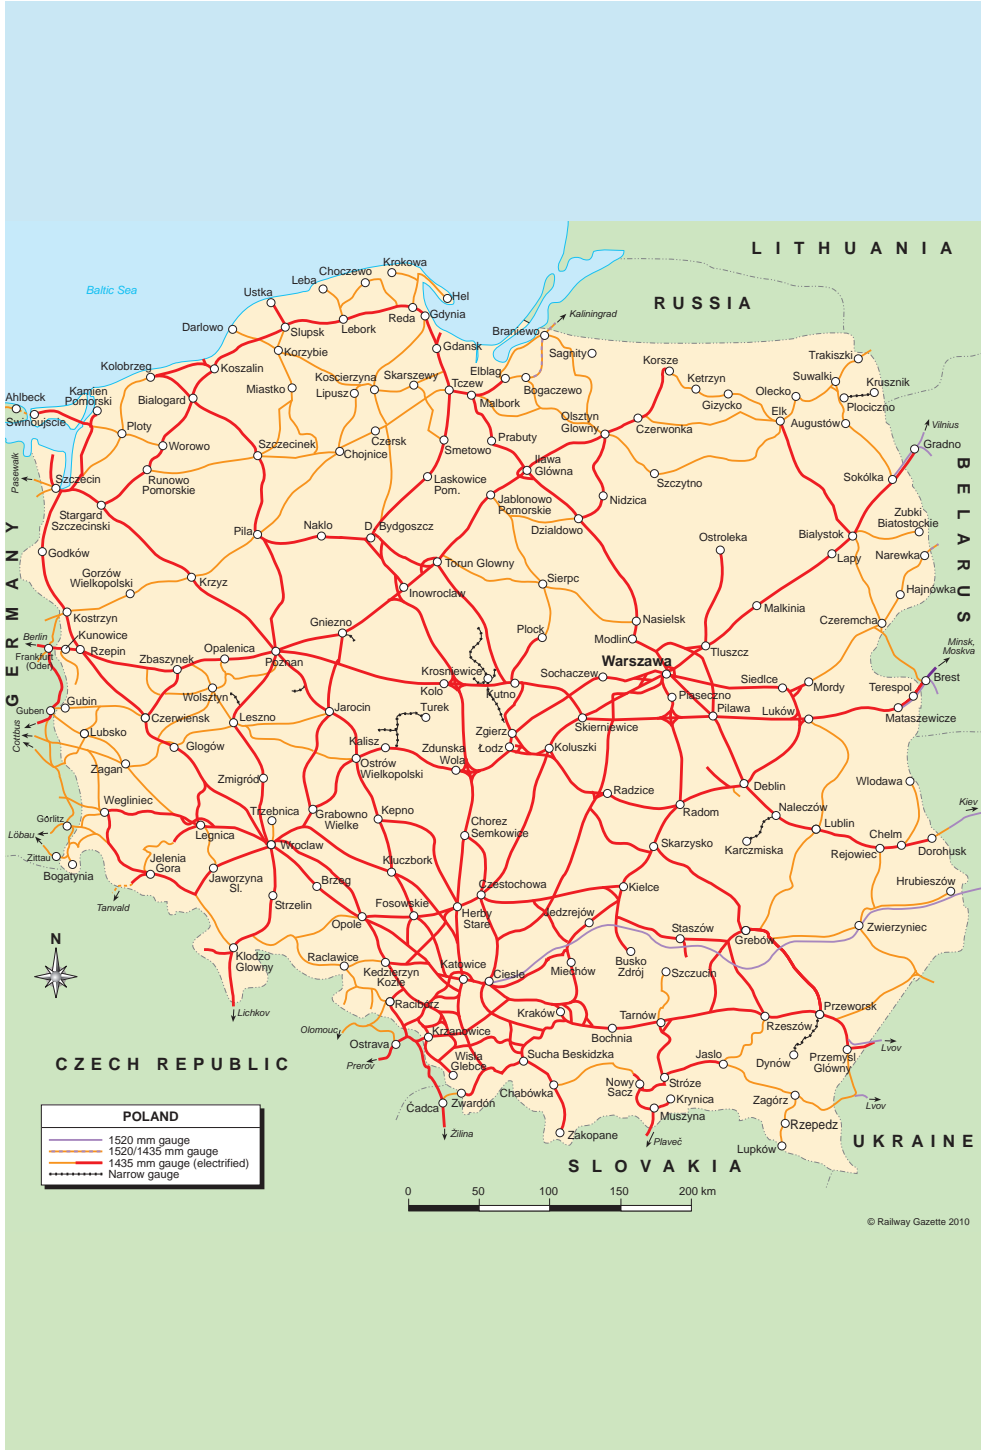 LITHUANIA
RUSSIA
Baltic Sea
Krokowa
Choczewo
Leba
Ustka
Hel
Reda
Gdynia
Lebork
Slupsk
Darlowo
Kaliningrad
Braniewo
Gdansk
Sagnity
Korzybie
Koszalin
Kolobrzeg
Miastko
Koscierzyna
Skarszewy
Lipusz
Tczew
Elblag
Malbork
Bogaczewo
Korsze
Ketrzyn
Gizycko
Olecko
Trakiszki
Suwalki
Krusznik
Plociczno
Augustów
Elk
Ahlbeck
Swinoujscie
Kamien
Pomorski
Bialogard
Ploty
Worowo
Szczecinek
Czersk
Chojnice
Smetowo
Prabuty
Olsztyn
Glowny
Czerwonka
Vilnius
Gradno
Pasewalk
Szczecin
Runowo
Pomorskie
Laskowice
Pom.
Ilawa
Glówna
Szczytno
Sokólka
BELARUS
GERMANY
Stargard
Szczecinski
Jablonowo
Pomorskie
Nidzica
Dzialdowo
Zubki
Biatostockie
Pila
Naklo
D. Bydgoszcz
Ostroleka
Bialystok
Lapy
Narewka
Godków
Gorzów
Wielkopolski
Krzyz
Torun Glowny
Inowroclaw
Sierpc
Hajnówka
Malkinia
Czeremcha
Kostrzyn
Gniezno
Plock
Nasielsk
Modlin
Tluszcz
Berlin
Kunowice
Frankfurt
(Oder)
Rzepin
Zbaszynek
Opalenica
Poznan
Krosniewice
Kolo
Kutno
Sochaczew
Warszawa
Minsk,
Moskva
Brest
Siedlce
Mordy
Terespol
Mataszewicze
Piaseczno
Pilawa
Luków
Guben
Gubin
Cottbus
Wolsztyn
Leszno
Jarocin
Turek
Skierniewice
Czerwiensk
Lubsko
Glogów
Kalisz
Zgierz
Łodz
Koluszki
Zdunska
Wola
Ostrów
Wielkopolski
Zagan
Zmigród
Radzice
Radom
Deblin
Wlodawa
Wegliniec
Görlitz
Löbau
Zittau
Bogatynia
Legnica
Trzebnica
Grabowno
Wielke
Kepno
Chorez
Semkowice
Naleczów
Lublin
Kiev
Karczmiska
Chelm
Rejowiec
Dorohusk
Wroclaw
Skarzysko
Jelenia
Gora
Jaworzyna
Sl.
Kluczbork
Hrubieszów
Tanvald
Brzeg
Czestochowa
Kielce
Strzelin
Fosowskie
Opole
Herby
Stare
Jedrzejów
Staszów
Grebów
Zwierzyniec
N
Klodzo
Glowny
Raclawice
Kedzierzyn
Kozle
Katowice
Ciesle
Miechów
Busko
Zdrój
Szczucin
Lichkov
Racibórz
Kraków
Bochnia
Tarnów
Rzeszów
Przeworsk
Olomouc
Ostrava
Prerov
Krzanowice
Wisla
Glebce
Sucha Beskidzka
Jaslo
Dynów
Przemysl
Glówny
Lvov
CZECH REPUBLIC
Chabówka
Nowy
Sacz
Stróze
Krynica
Zagórz
Lvov
Čadca
Zwardón
Muszyna
Rzepedz
Žilina
Zakopane
Plaveč
Lupków
UKRAINE
SLOVAKIA
POLAND
1520 mm gauge
1520/1435 mm gauge
1435 mm gauge (electrified)
Narrow gauge
0 50 100 150 200 km
© Railway Gazette 2010